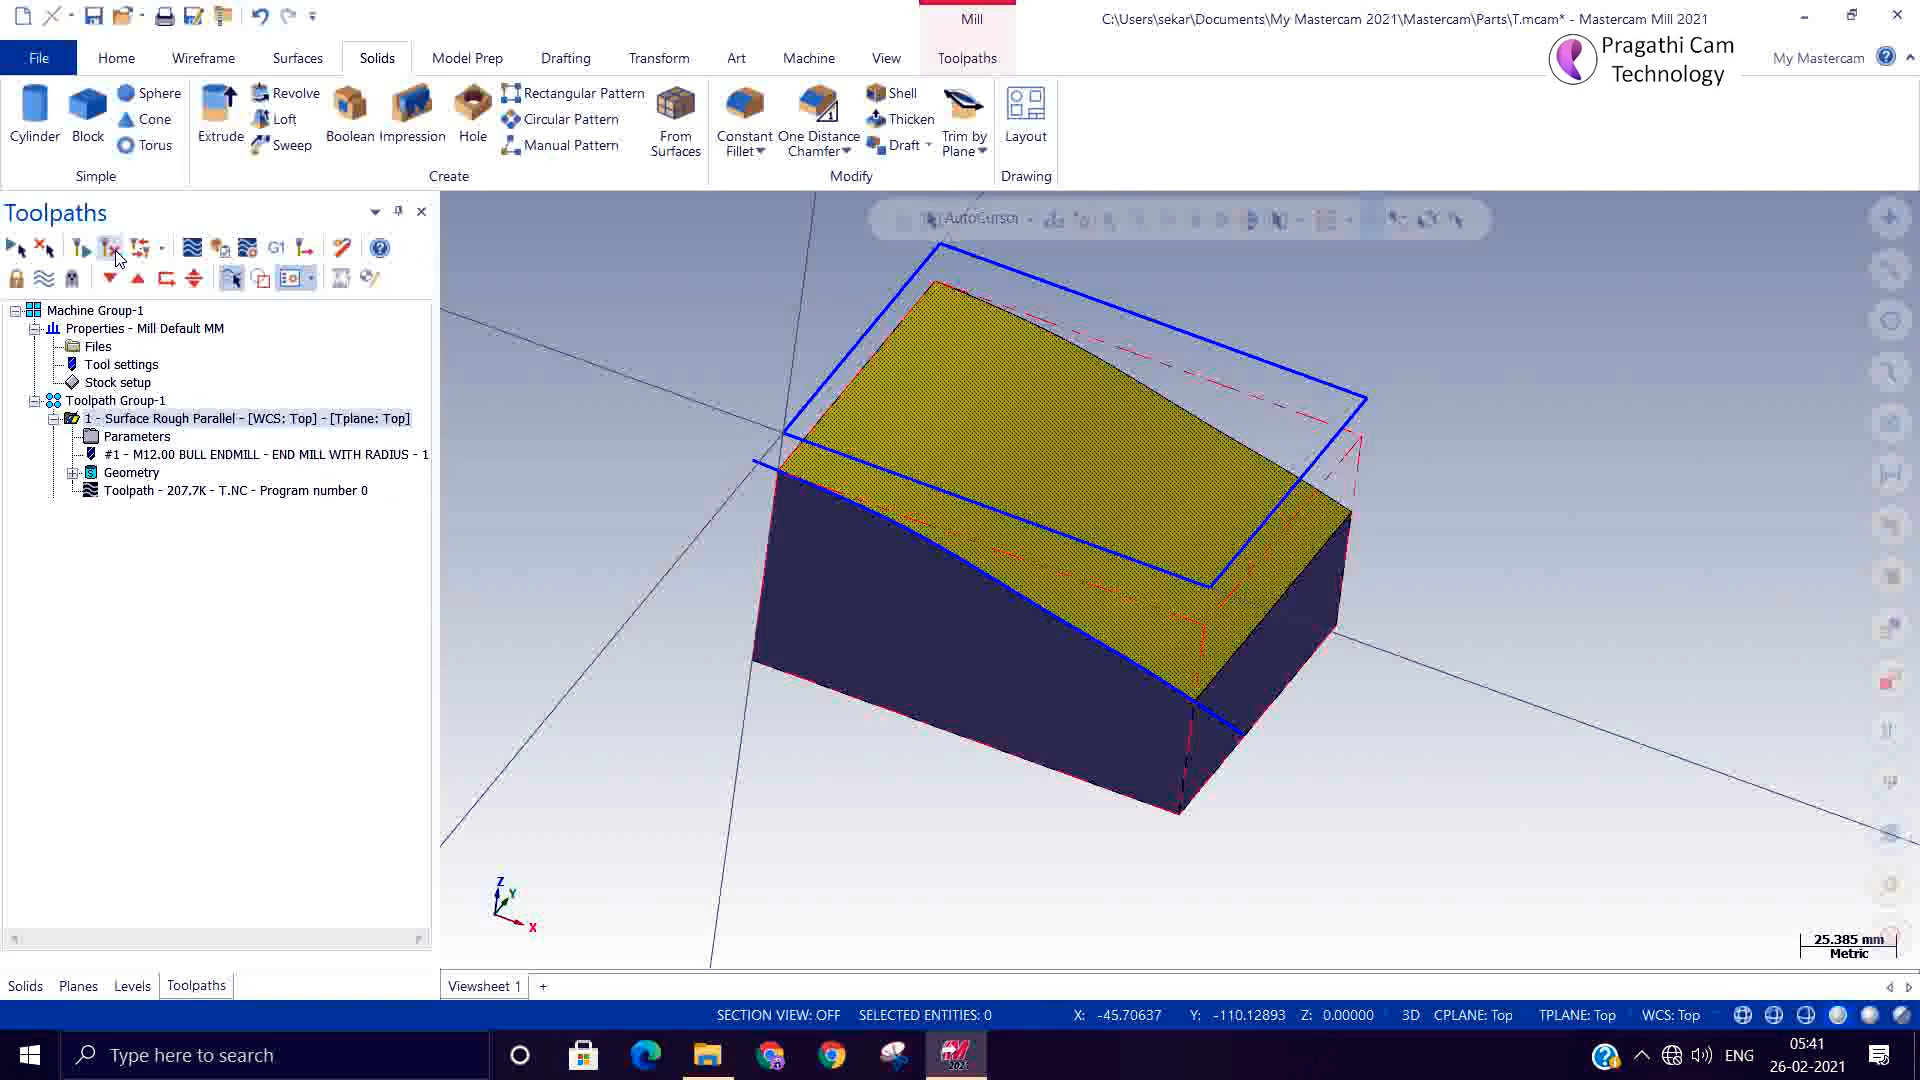 Mill
C:\Users\sekar\Documents\My Mastercam 2021\Mastercam\Parts\T.mcam* - Mastercam Mill 2021
File
Home
Wireframe
Surfaces
Solids
Model Prep
Drafting
Transform
Art
Machine
View
Toolpaths
Pragathi Cam
Technology
My Mastercam
Cylinder
Block
Sphere
Cone
Torus
Simple
Extrude
Revolve
Loft
Sweep
Boolean
Impression
Hole
Rectangular Pattern
Circular Pattern
Manual Pattern
From
Surfaces
Create
Constant
Fillet
One Distance
Chamfer
Shell
Thicken
Draft
Trim by
Plane
Modify
Layout
Drawing
Toolpaths
G1
AutoCursor
Machine Group-1
Properties - Mill Default MM
Files
Tool settings
Stock setup
Toolpath Group-1
1 - Surface Rough Parallel - [WCS: Top] - [Tplane: Top]
Parameters
#1 - M12.00 BULL ENDMILL - END MILL WITH RADIUS - 1
Geometry
Toolpath - 207.7K - T.NC - Program number 0
Z
Y
X
25.385 mm
Metric
Solids
Planes
Levels
Toolpaths
Viewsheet 1
+
SECTION VIEW: OFF
SELECTED ENTITIES: 0
X: -45.70637
Y: -110.12893
Z: 0.00000
3D
CPLANE: Top
TPLANE: Top
WCS: Top
Type here to search
2021
ENG
05:41
26-02-2021